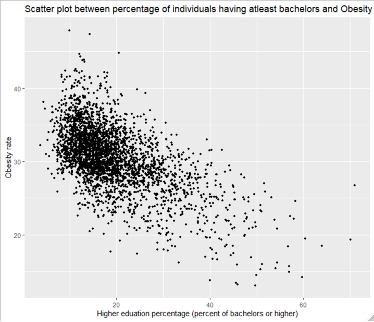 Scatter plot between percentage of individuals having atleast bachelors and Obesity
40
30
20
Obesity rate
20
40
60
Higher eduation percentage (percent of bachelors or higher)